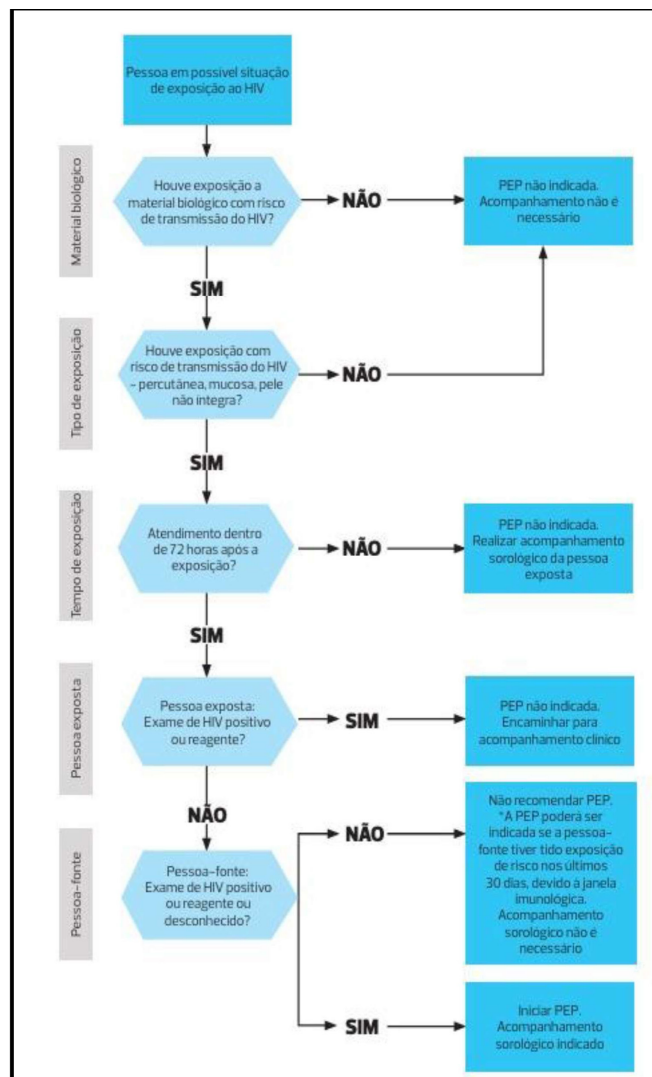 Pessoa em possível situação
de exposição ao HIV
Material biológico
Houve exposição a
material biológico com risco
de transmissão do HIV?
NÃO
PEP não indicada.
Acompanhamento não é
necessário
SIM
Tipo de exposição
Houve exposição com
risco de transmissão do HIV
- percutânea, mucosa, pele
não íntegra?
NÃO
SIM
Tempo de exposição
Atendimento dentro
de 72 horas após a
exposição?
NÃO
PEP não indicada.
Realizar acompanhamento
sorológico da pessoa
exposta
SIM
Pessoa exposta
Pessoa exposta:
Exame de HIV positivo
ou reagente?
SIM
PEP não indicada.
Encaminhar para
acompanhamento clínico
NÃO
Pessoa-fonte
Pessoa-fonte:
Exame de HIV positivo
ou reagente ou
desconhecido?
NÃO
Não recomendar PEP.
*A PEP poderá ser
indicada se a pessoa-
fonte tiver tido exposição
de risco nos últimos
30 dias, devido à janela
imunológica.
Acompanhamento
sorológico não é
necessário
SIM
Iniciar PEP.
Acompanhamento
sorológico indicado